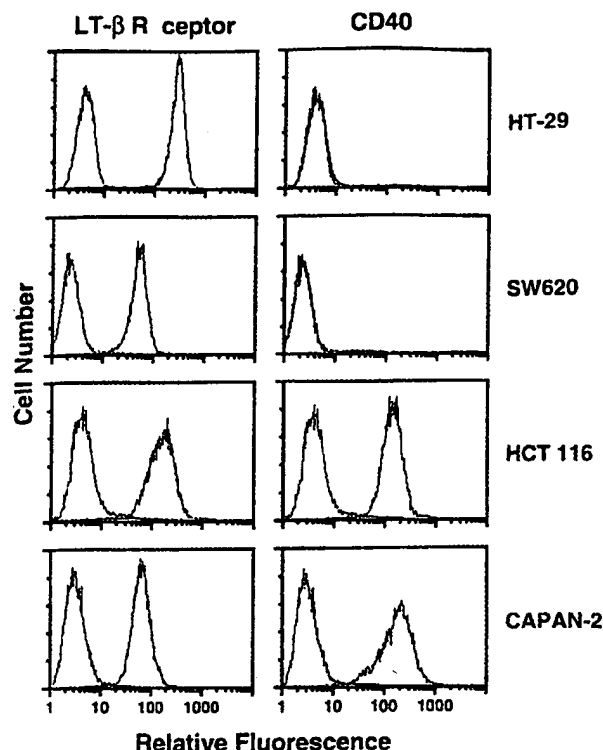 LT-β R ceptor
CD40
HT-29
SW620
Cell Number
HCT 116
CAPAN-2
1 10 100 1000
1 10 100 1000
Relative Fluorescence